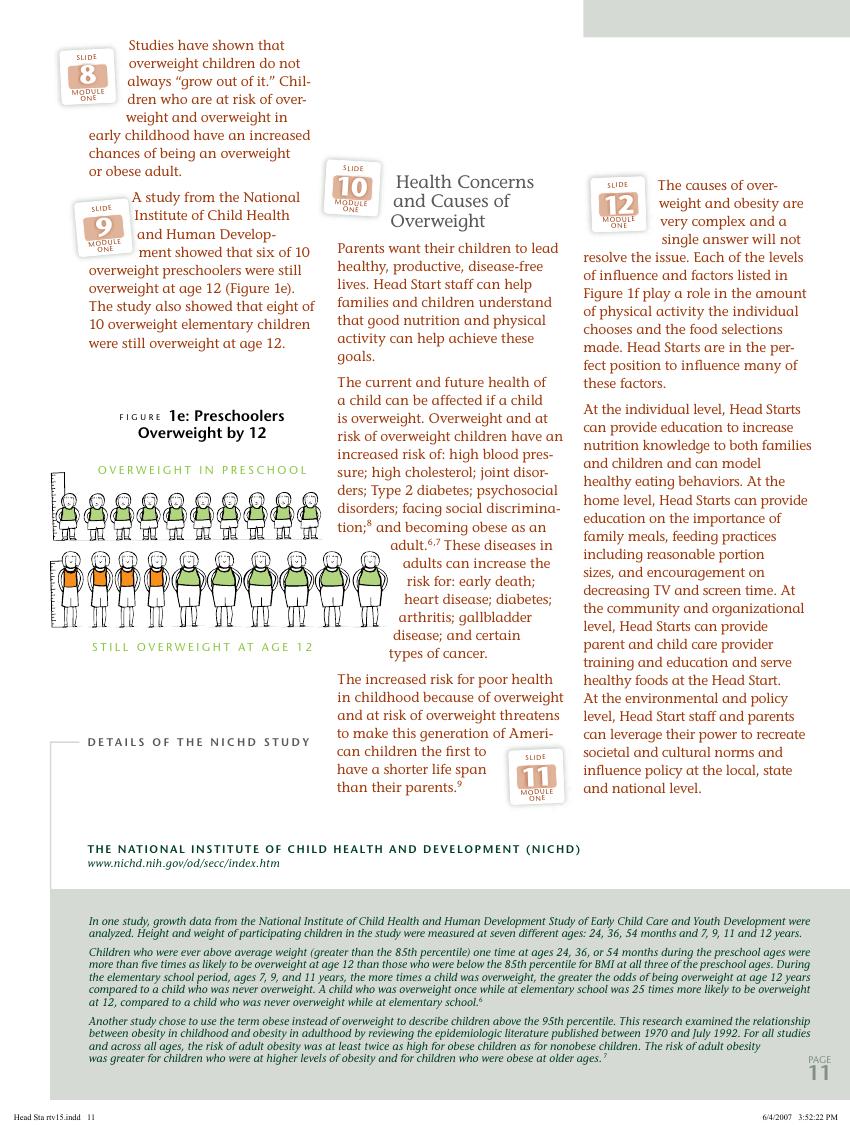 SLIDE
8
MODULE
ONE
Studies have shown that
overweight children do not
always “grow out of it.” Chil-
dren who are at risk of over-
weight and overweight in
early childhood have an increased
chances of being an overweight
or obese adult.
SLIDE
9
MODULE
ONE
A study from the National
Institute of Child Health
and Human Develop-
ment showed that six of 10
overweight preschoolers were still
overweight at age 12 (Figure 1e).
The study also showed that eight of
10 overweight elementary children
were still overweight at age 12.
FIGURE 1e: Preschoolers
Overweight by 12
OVERWEIGHT IN PRESCHOOL
STILL OVERWEIGHT AT AGE 12
SLIDE
10
MODULE
ONE
Health Concerns
and Causes of
Overweight
Parents want their children to lead
healthy, productive, disease-free
lives. Head Start staff can help
families and children understand
that good nutrition and physical
activity can help achieve these
goals.
The current and future health of
a child can be affected if a child
is overweight. Overweight and at
risk of overweight children have an
increased risk of: high blood pres-
sure; high cholesterol; joint disor-
ders; Type 2 diabetes; psychosocial
disorders; facing social discrimina-
tion;8 and becoming obese as an
adult.6,7 These diseases in
adults can increase the
risk for: early death;
heart disease; diabetes;
arthritis; gallbladder
disease; and certain
types of cancer.
The increased risk for poor health
in childhood because of overweight
and at risk of overweight threatens
to make this generation of Ameri-
can children the first to
have a shorter life span
than their parents.9
SLIDE
11
MODULE
ONE
SLIDE
12
MODULE
ONE
The causes of over-
weight and obesity are
very complex and a
single answer will not
resolve the issue. Each of the levels
of influence and factors listed in
Figure 1f play a role in the amount
of physical activity the individual
chooses and the food selections
made. Head Starts are in the per-
fect position to influence many of
these factors.
At the individual level, Head Starts
can provide education to increase
nutrition knowledge to both families
and children and can model
healthy eating behaviors. At the
home level, Head Starts can provide
education on the importance of
family meals, feeding practices
including reasonable portion
sizes, and encouragement on
decreasing TV and screen time. At
the community and organizational
level, Head Starts can provide
parent and child care provider
training and education and serve
healthy foods at the Head Start.
At the environmental and policy
level, Head Start staff and parents
can leverage their power to recreate
societal and cultural norms and
influence policy at the local, state
and national level.
DETAILS OF THE NICHD STUDY
THE NATIONAL INSTITUTE OF CHILD HEALTH AND DEVELOPMENT (NICHD)
www.nichd.nih.gov/od/secc/index.htm
In one study, growth data from the National Institute of Child Health and Human Development Study of Early Child Care and Youth Development were
analyzed. Height and weight of participating children in the study were measured at seven different ages: 24, 36, 54 months and 7, 9, 11 and 12 years.
Children who were ever above average weight (greater than the 85th percentile) one time at ages 24, 36, or 54 months during the preschool ages were
more than five times as likely to be overweight at age 12 than those who were below the 85th percentile for BMI at all three of the preschool ages. During
the elementary school period, ages 7, 9, and 11 years, the more times a child was overweight, the greater the odds of being overweight at age 12 years
compared to a child who was never overweight. A child who was overweight once while at elementary school was 25 times more likely to be overweight
at 12, compared to a child who was never overweight while at elementary school.6
Another study chose to use the term obese instead of overweight to describe children above the 95th percentile. This research examined the relationship
between obesity in childhood and obesity in adulthood by reviewing the epidemiologic literature published between 1970 and July 1992. For all studies
and across all ages, the risk of adult obesity was at least twice as high for obese children as for nonobese children. The risk of adult obesity
was greater for children who were at higher levels of obesity and for children who were obese at older ages.7
PAGE
11
Head Sta rtv15.indd 11
6/4/2007 3:52:22 PM